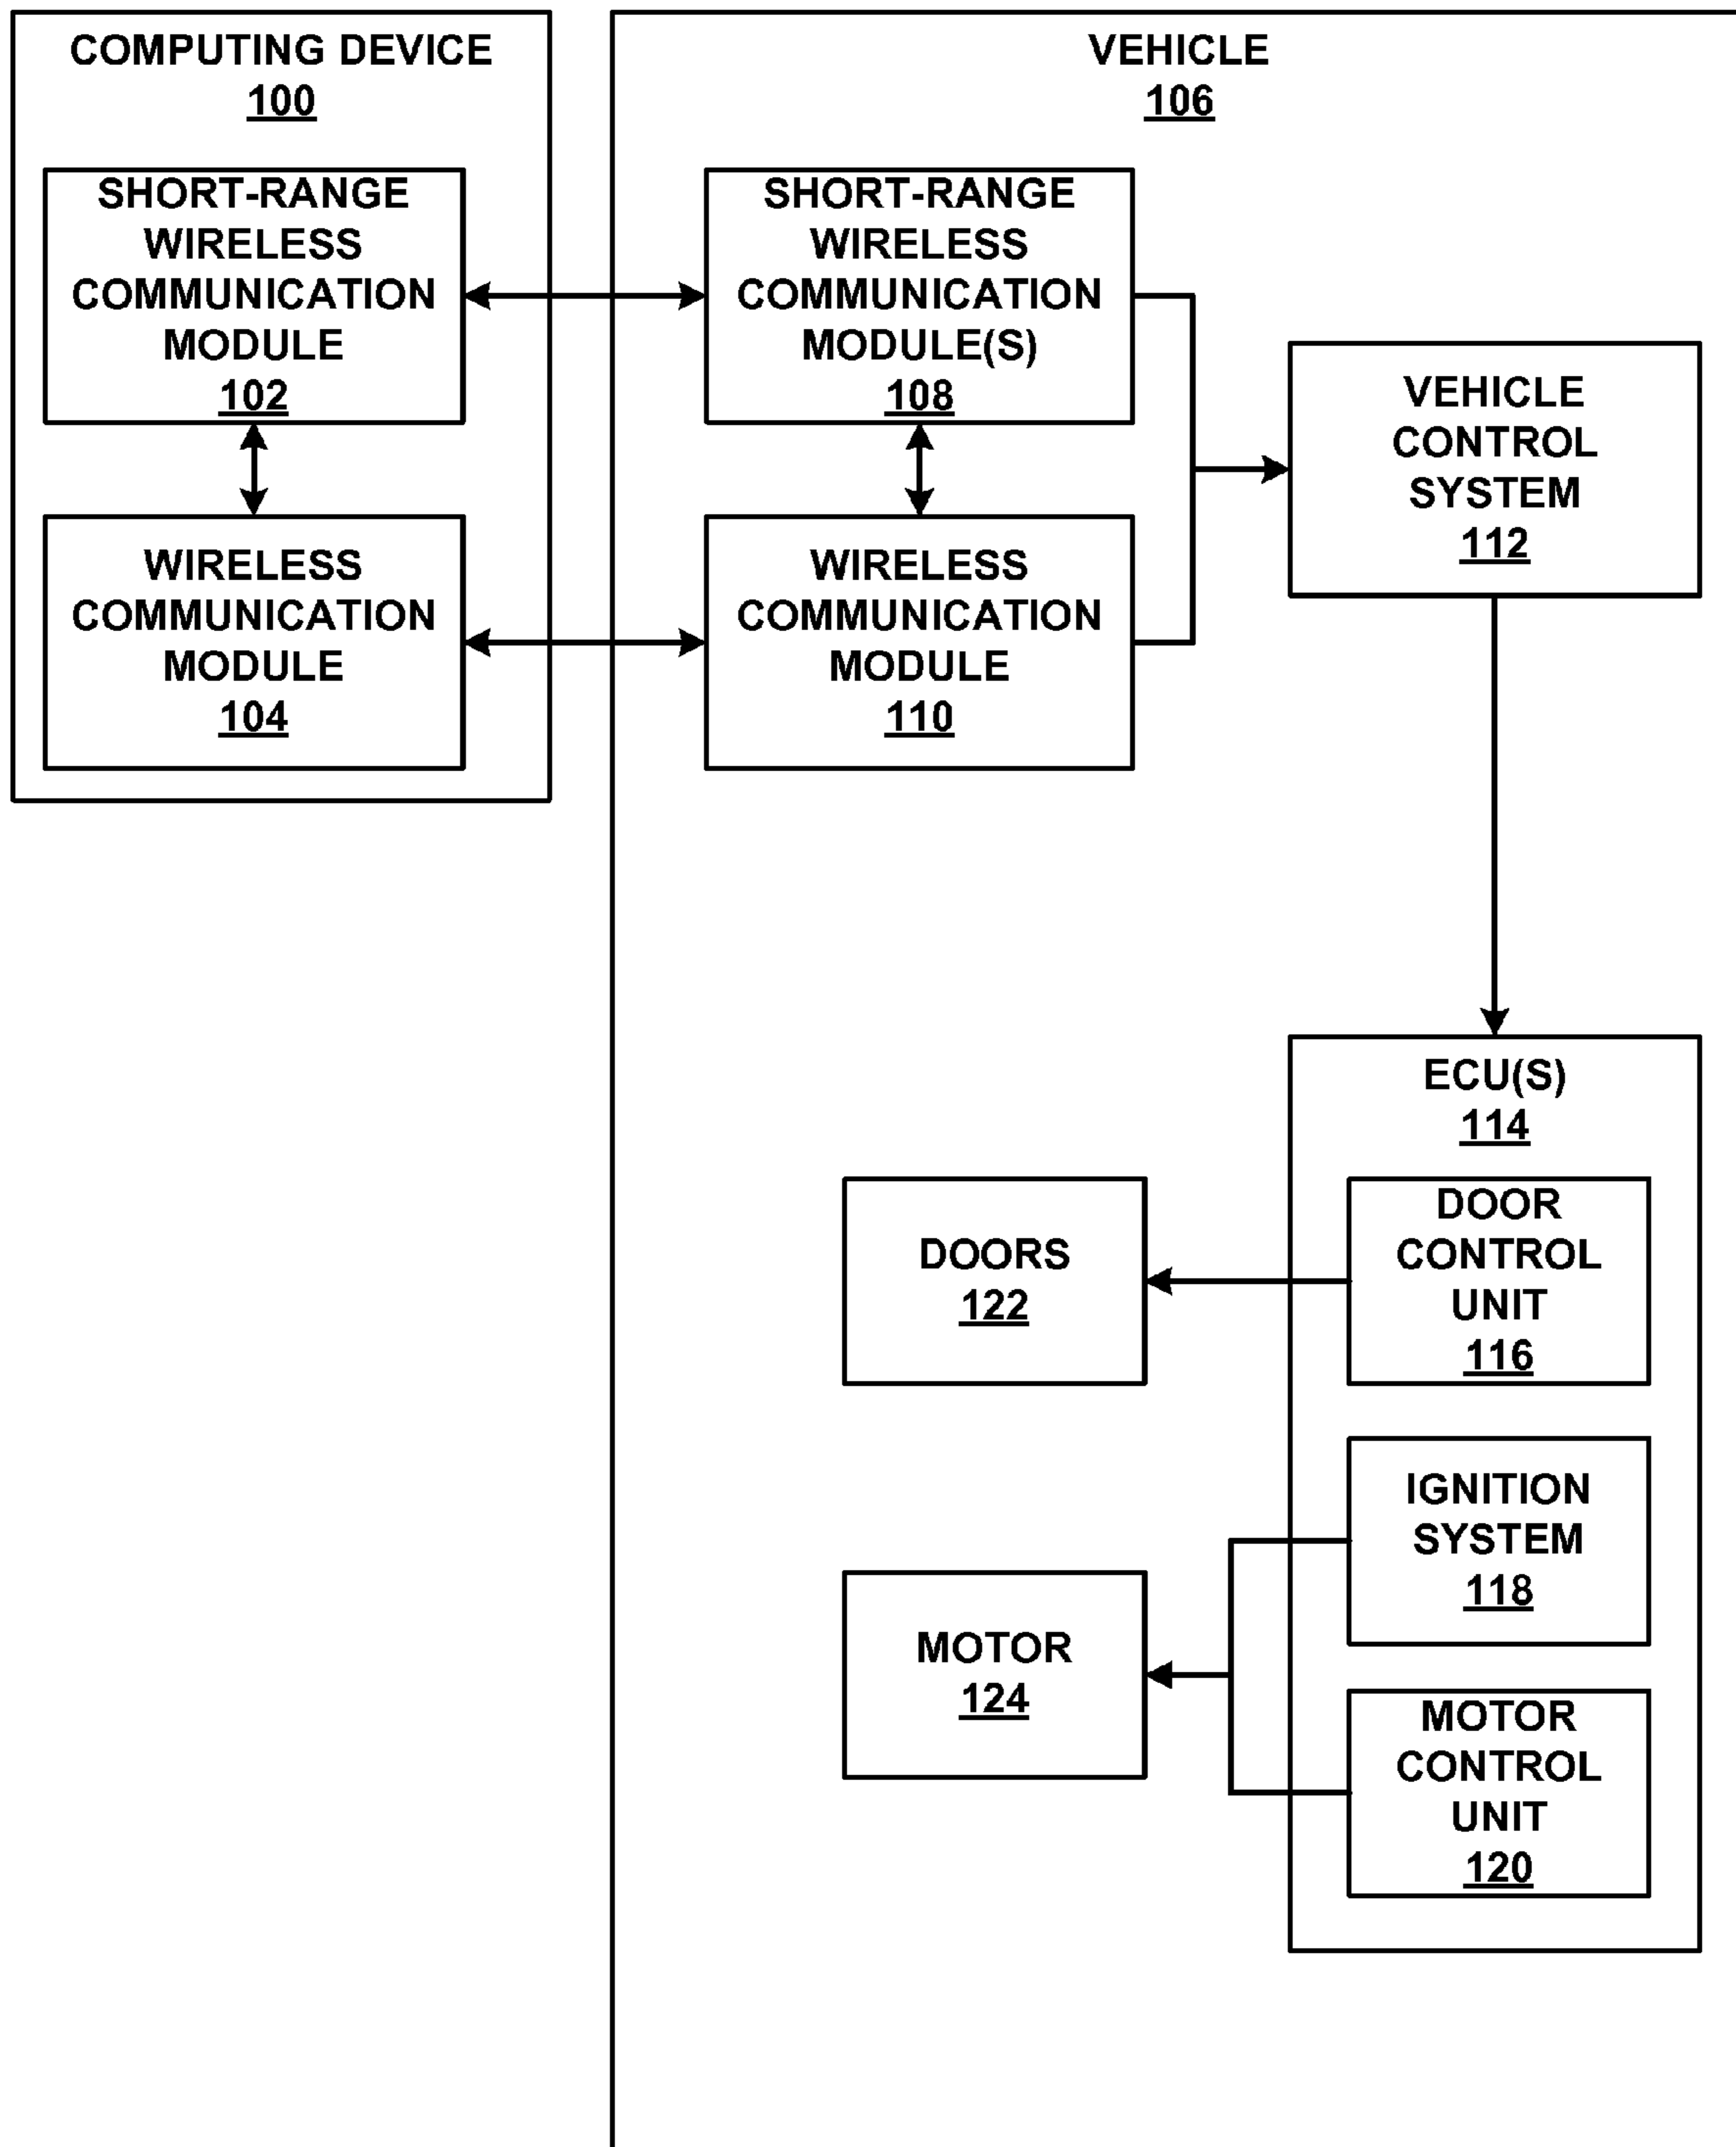 COMPUTING DEVICE
100
SHORT-RANGE
WIRELESS
COMMUNICATION
MODULE
102
WIRELESS
COMMUNICATION
MODULE
104
VEHICLE
106
SHORT-RANGE
WIRELESS
COMMUNICATION
MODULE(S)
108
WIRELESS
COMMUNICATION
MODULE
110
VEHICLE
CONTROL
SYSTEM
112
ECU(S)
114
DOOR
CONTROL
UNIT
116
DOORS
122
IGNITION
SYSTEM
118
MOTOR
124
MOTOR
CONTROL
UNIT
120